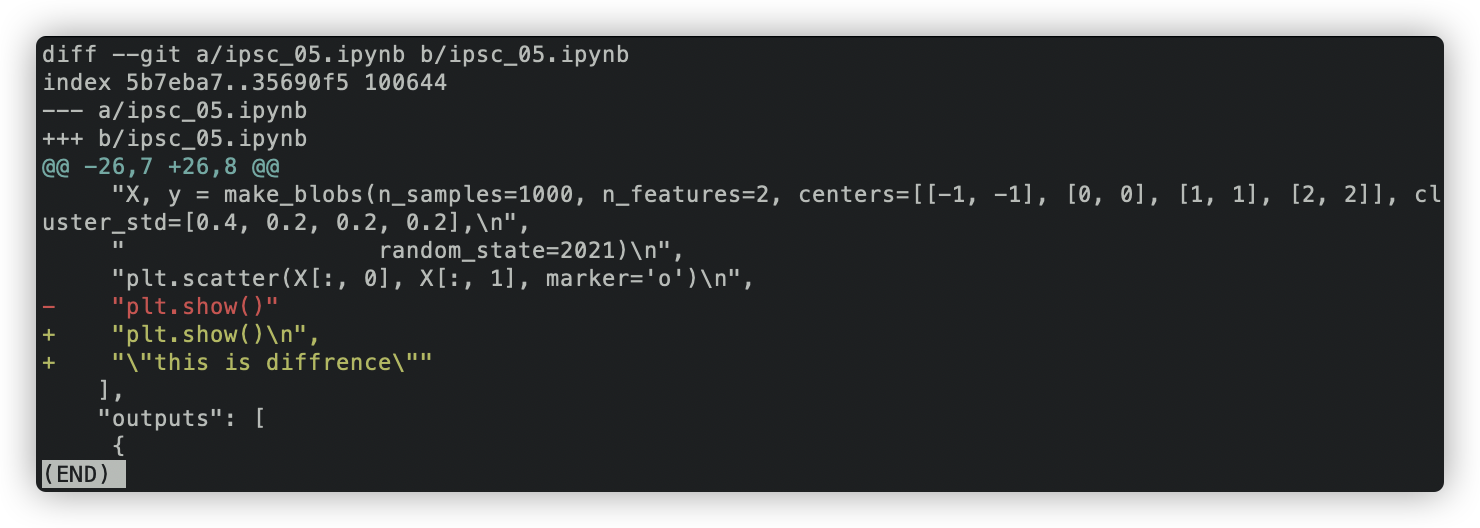 diff --git a/ipsc_05.ipynb b/ipsc_05.ipynb
index 5b7eba7..35690f5 100644
--- a/ipsc_05.ipynb
+++ b/ipsc_05.ipynb
@@ -26,7 +26,8 @@
     "X, y = make_blobs(n_samples=1000, n_features=2, centers=[[-1, -1], [0, 0], [1, 1], [2, 2]], cl
uster_std=[0.4, 0.2, 0.2, 0.2],\n",
     "                  random_state=2021)\n",
     "plt.scatter(X[:, 0], X[:, 1], marker='o')\n",
-    "plt.show()"
+    "plt.show()\n",
+    "\"this is diffrence\""
    ],
    "outputs": [
     {
(END)